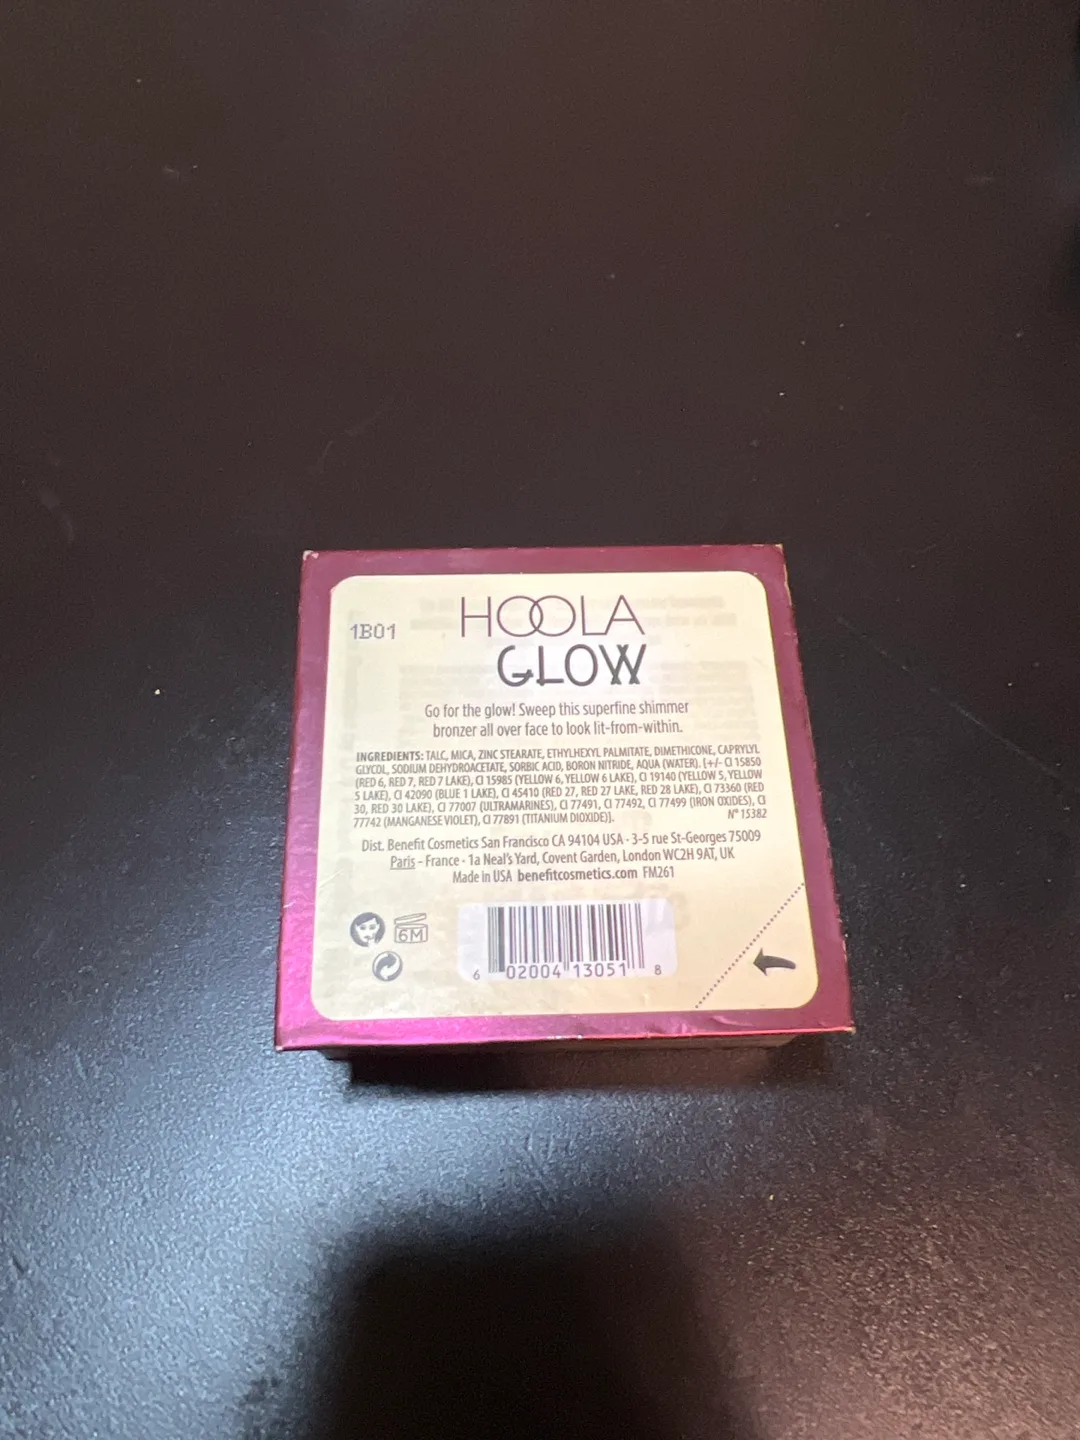 1B01
HOOLA
GLOW
Go for the glow! Sweep this superfine shimmer
bronzer all over face to look lit-from-within.
INGREDIENTS: TALC, MICA, ZINC STEARATE, ETHYLHEXYL PALMITATE, DIMETHICONE, CAPRYLYL
GLYCOL, SODIUM DEHYDROACETATE, SORBIC ACID, BORON NITRIDE, AQUA (WATER). [+/- CI 15850
(RED 6, RED 7, RED 7 LAKE), CI 15985 (YELLOW 6, YELLOW 6 LAKE), CI 19140 (YELLOW 5, YELLOW
5 LAKE), CI 42090 (BLUE 1 LAKE), CI 45410 (RED 27, RED 27 LAKE, RED 28 LAKE), CI 73360 (RED
30, RED 30 LAKE), CI 77007 (ULTRAMARINES), CI 77491, CI 77492, CI 77499 (IRON OXIDES), CI
77742 (MANGANESE VIOLET), CI 77891 (TITANIUM DIOXIDE)]. N° 15382
Dist. Benefit Cosmetics San Francisco CA 94104 USA · 3-5 rue St-Georges 75009
Paris – France · 1a Neal's Yard, Covent Garden, London WC2H 9AT, UK
Made in USA benefitcosmetics.com FM261
6M
6 02004 13051 8